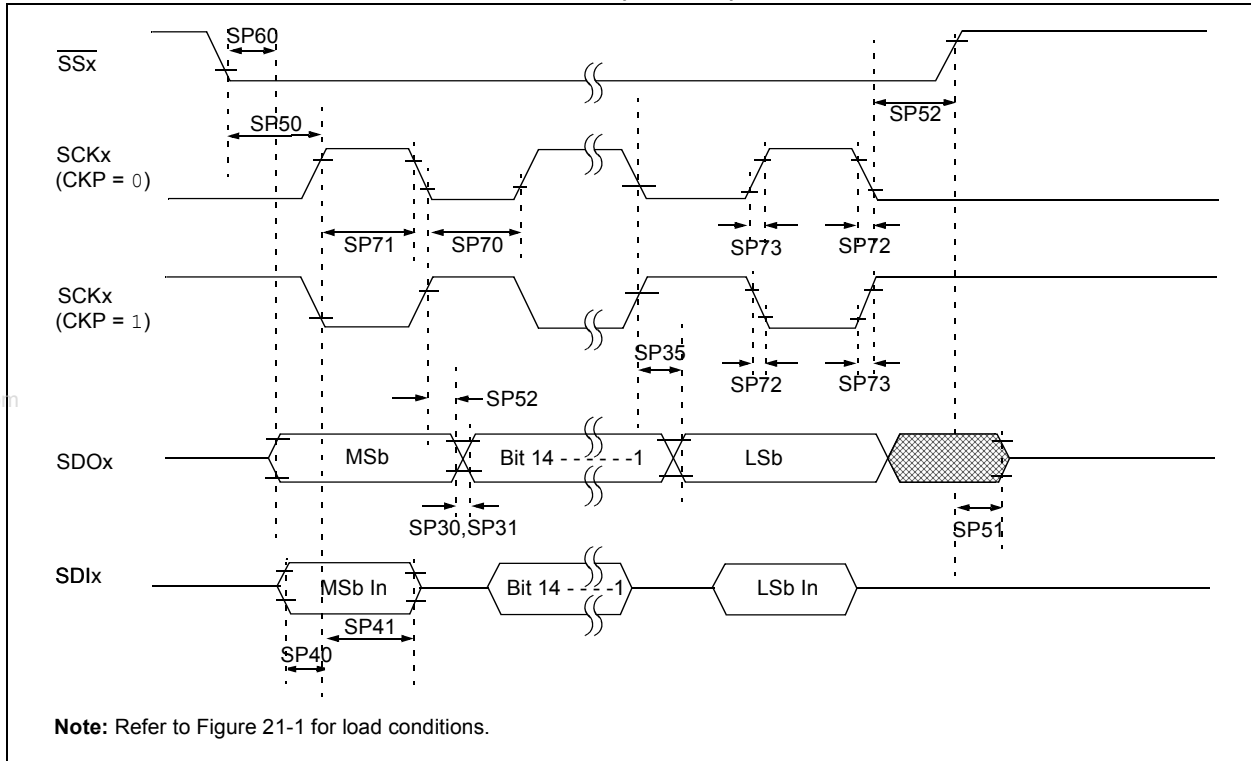 SP60
SSx
SP52
SP50
SCKx
(CKP = 0)
SP71
SP70
SP73
SP72
SCKx
(CKP = 1)
SP35
SP72
SP73
SP52
om
SDOx
MSb
Bit 14 - - - - - -1
LSb
SP30,SP31
SP51
SDIx
MSb In
Bit 14 - - - -1
LSb In
SP41
SP40
Note: Refer to Figure 21-1 for load conditions.